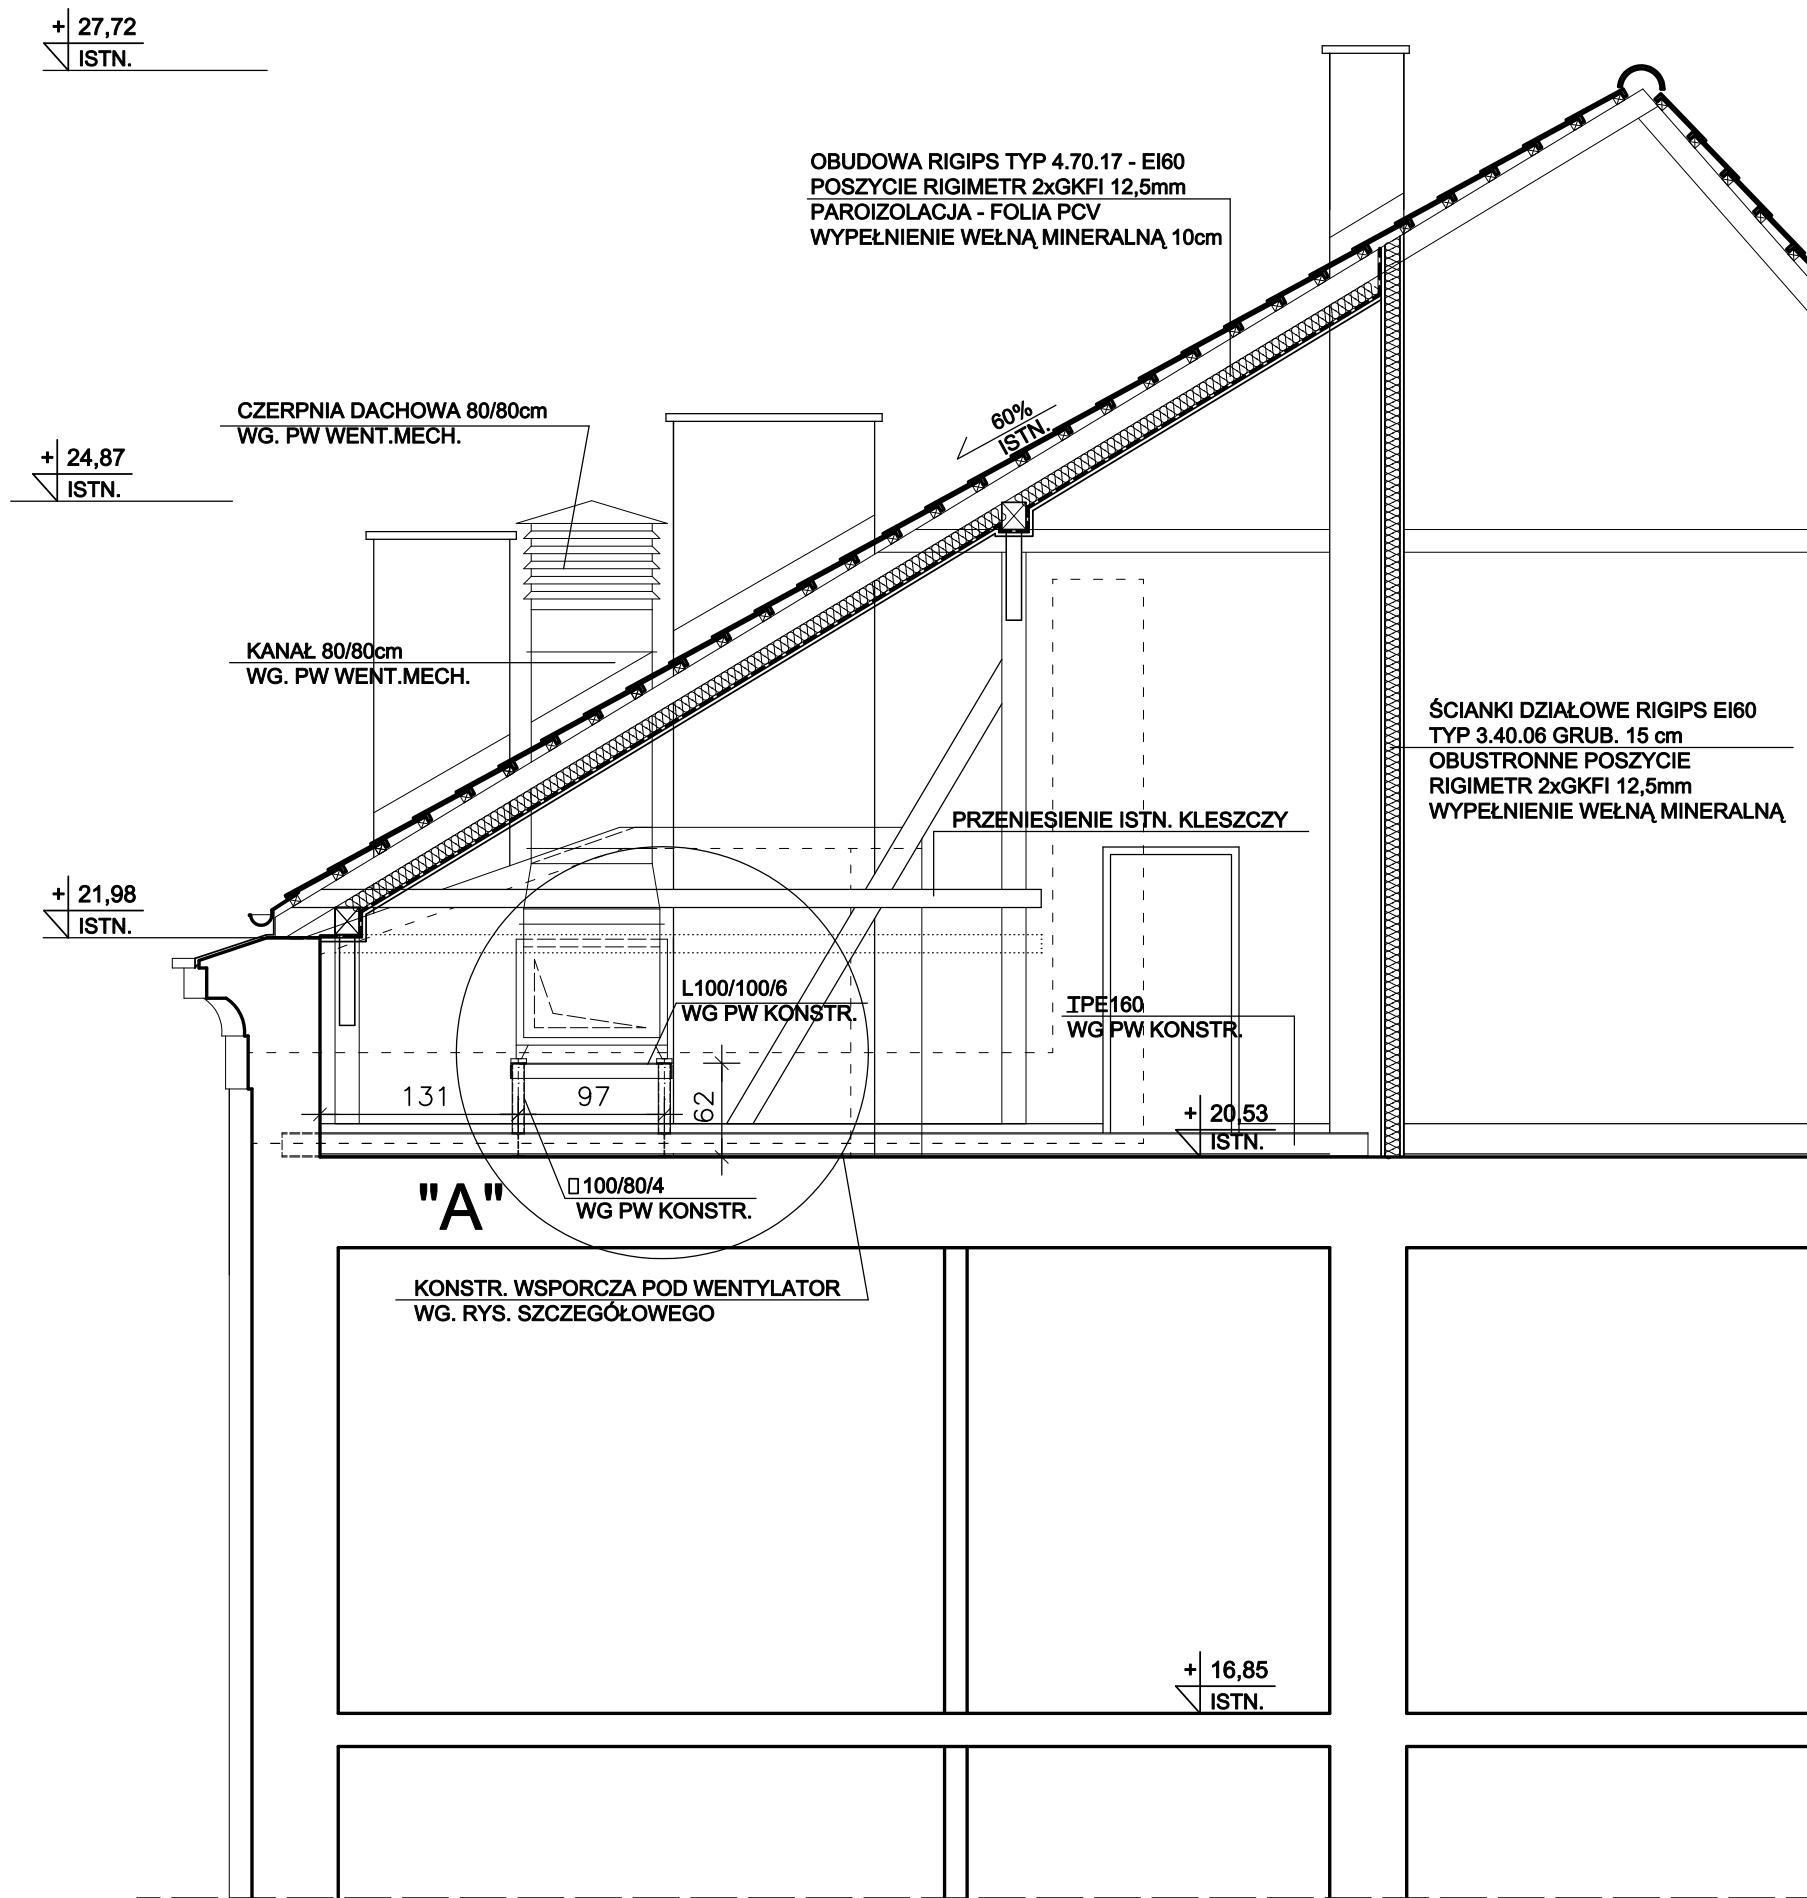 + 27,72
ISTN.
OBUDOWA RIGIPS TYP 4.70.17 - EI60
POSZYCIE RIGIMETR 2xGKFI 12,5mm
PAROIZOLACJA - FOLIA PCV
WYPEŁNIENIE WEŁNĄ MINERALNĄ 10cm
CZERPNIA DACHOWA 80/80cm
WG. PW WENT.MECH.
60%
ISTN.
+ 24,87
ISTN.
KANAŁ 80/80cm
WG. PW WENT.MECH.
ŚCIANKI DZIAŁOWE RIGIPS EI60
TYP 3.40.06 GRUB. 15 cm
OBUSTRONNE POSZYCIE
RIGIMETR 2xGKFI 12,5mm
WYPEŁNIENIE WEŁNĄ MINERALNĄ
PRZENIESIENIE ISTN. KLESZCZY
+ 21,98
ISTN.
L100/100/6
WG PW KONSTR.
IPE160
WG PW KONSTR.
131
97
62
+ 20,53
ISTN.
"A"
▯100/80/4
WG PW KONSTR.
KONSTR. WSPORCZA POD WENTYLATOR
WG. RYS. SZCZEGÓŁOWEGO
+ 16,85
ISTN.